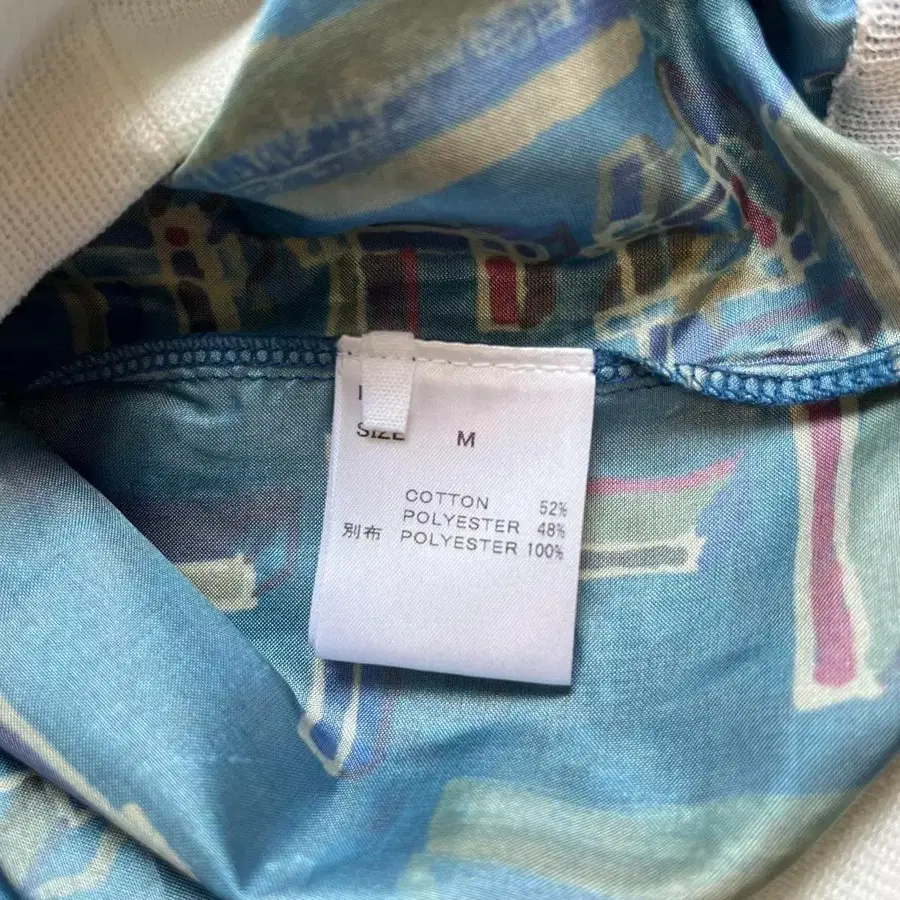 SIZE M
COTTON 52%
POLYESTER 48%
別布 POLYESTER 100%